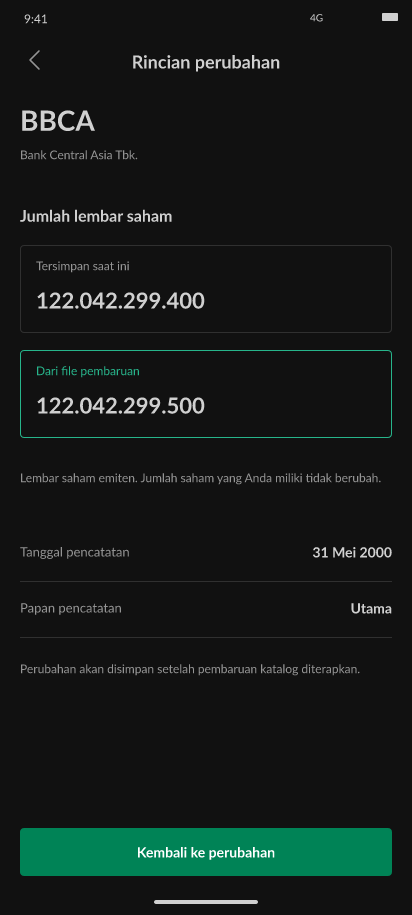 9:41
4G
Rincian perubahan
BBCA
Bank Central Asia Tbk.
Jumlah lembar saham
Tersimpan saat ini
122.042.299.400
Dari file pembaruan
122.042.299.500
Lembar saham emiten. Jumlah saham yang Anda miliki tidak berubah.
Tanggal pencatatan 31 Mei 2000
Papan pencatatan Utama
Perubahan akan disimpan setelah pembaruan katalog diterapkan.
Kembali ke perubahan